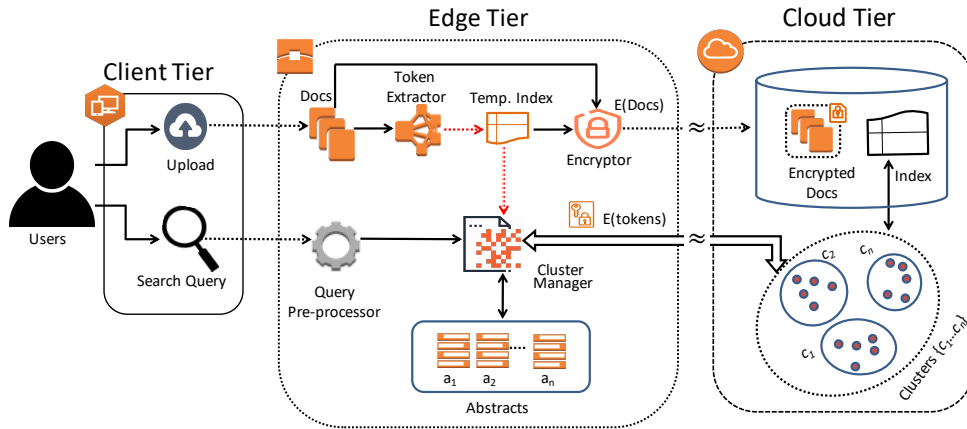 Edge Tier
Cloud Tier
Client Tier
Docs
Token
Extractor
Temp. Index
E(Docs)
≈
Upload
Encryptor
Encrypted
Docs
Index
Users
E(tokens)
≈
Search Query
Query
Pre-processor
Cluster
Manager
c2
cn
c1
Clusters {c1...cn}
a1
a2
an
Abstracts